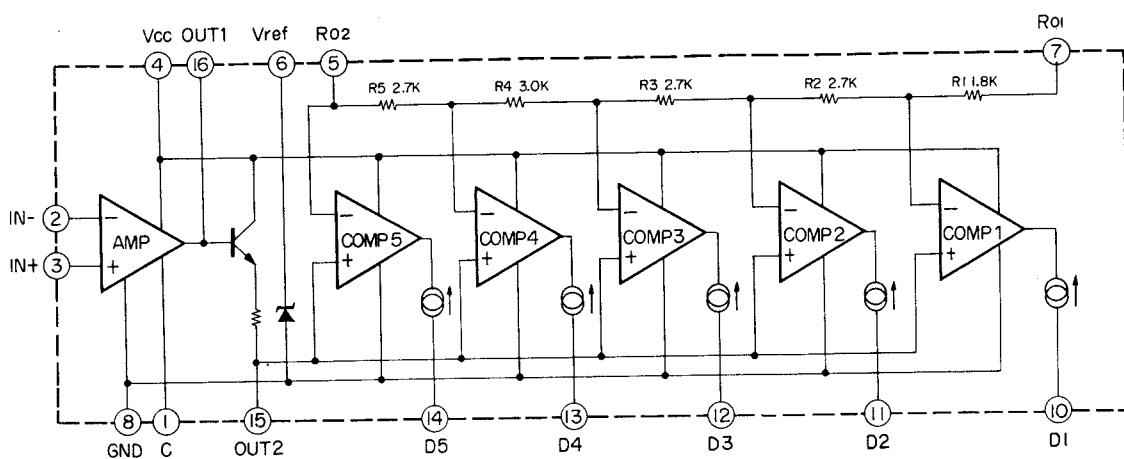 Vcc OUT1 Vref RO2 RO1
4 16 6 5 7
R5 2.7K R4 3.0K R3 2.7K R2 2.7K R1 1.8K
IN- 2 − AMP
IN+ 3 +
− COMP5 +
− COMP4 +
− COMP3 +
− COMP2 +
− COMP1 +
8 1 15 14 13 12 11 10
GND C OUT2 D5 D4 D3 D2 D1